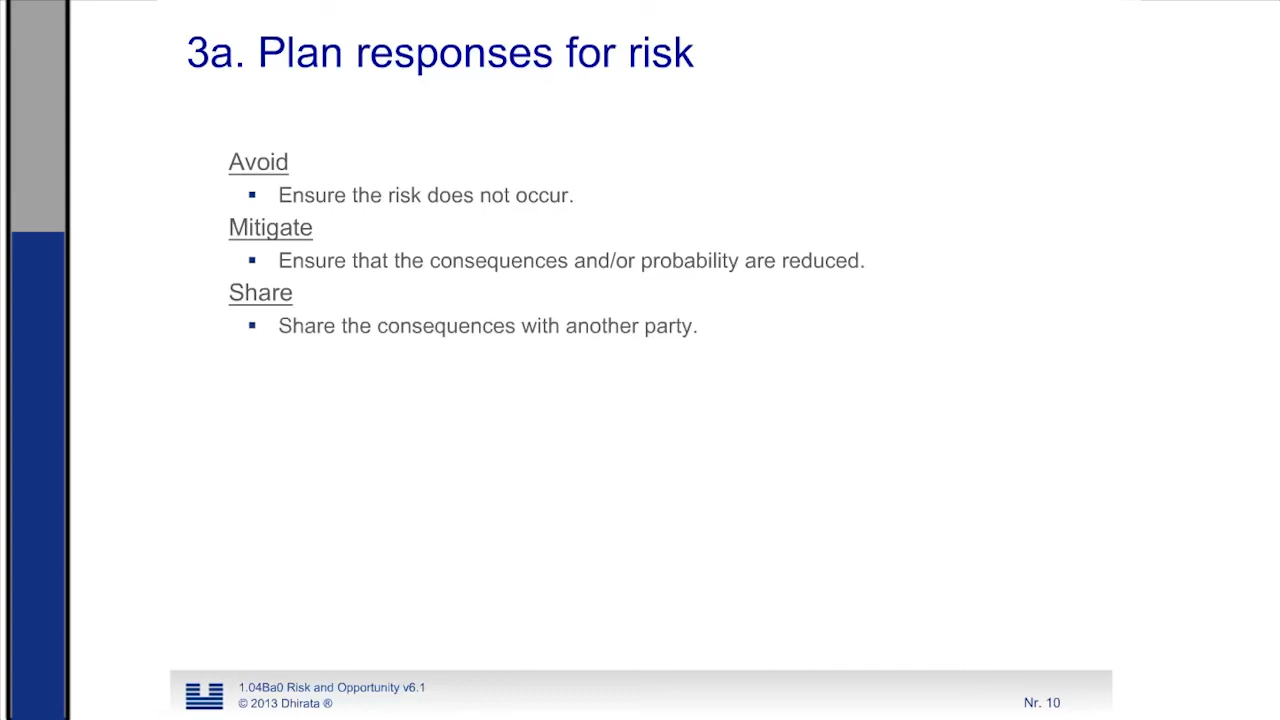 3a. Plan responses for risk
Avoid
▪ Ensure the risk does not occur.
Mitigate
▪ Ensure that the consequences and/or probability are reduced.
Share
▪ Share the consequences with another party.
1.04Ba0 Risk and Opportunity v6.1
© 2013 Dhirata ®
Nr. 10